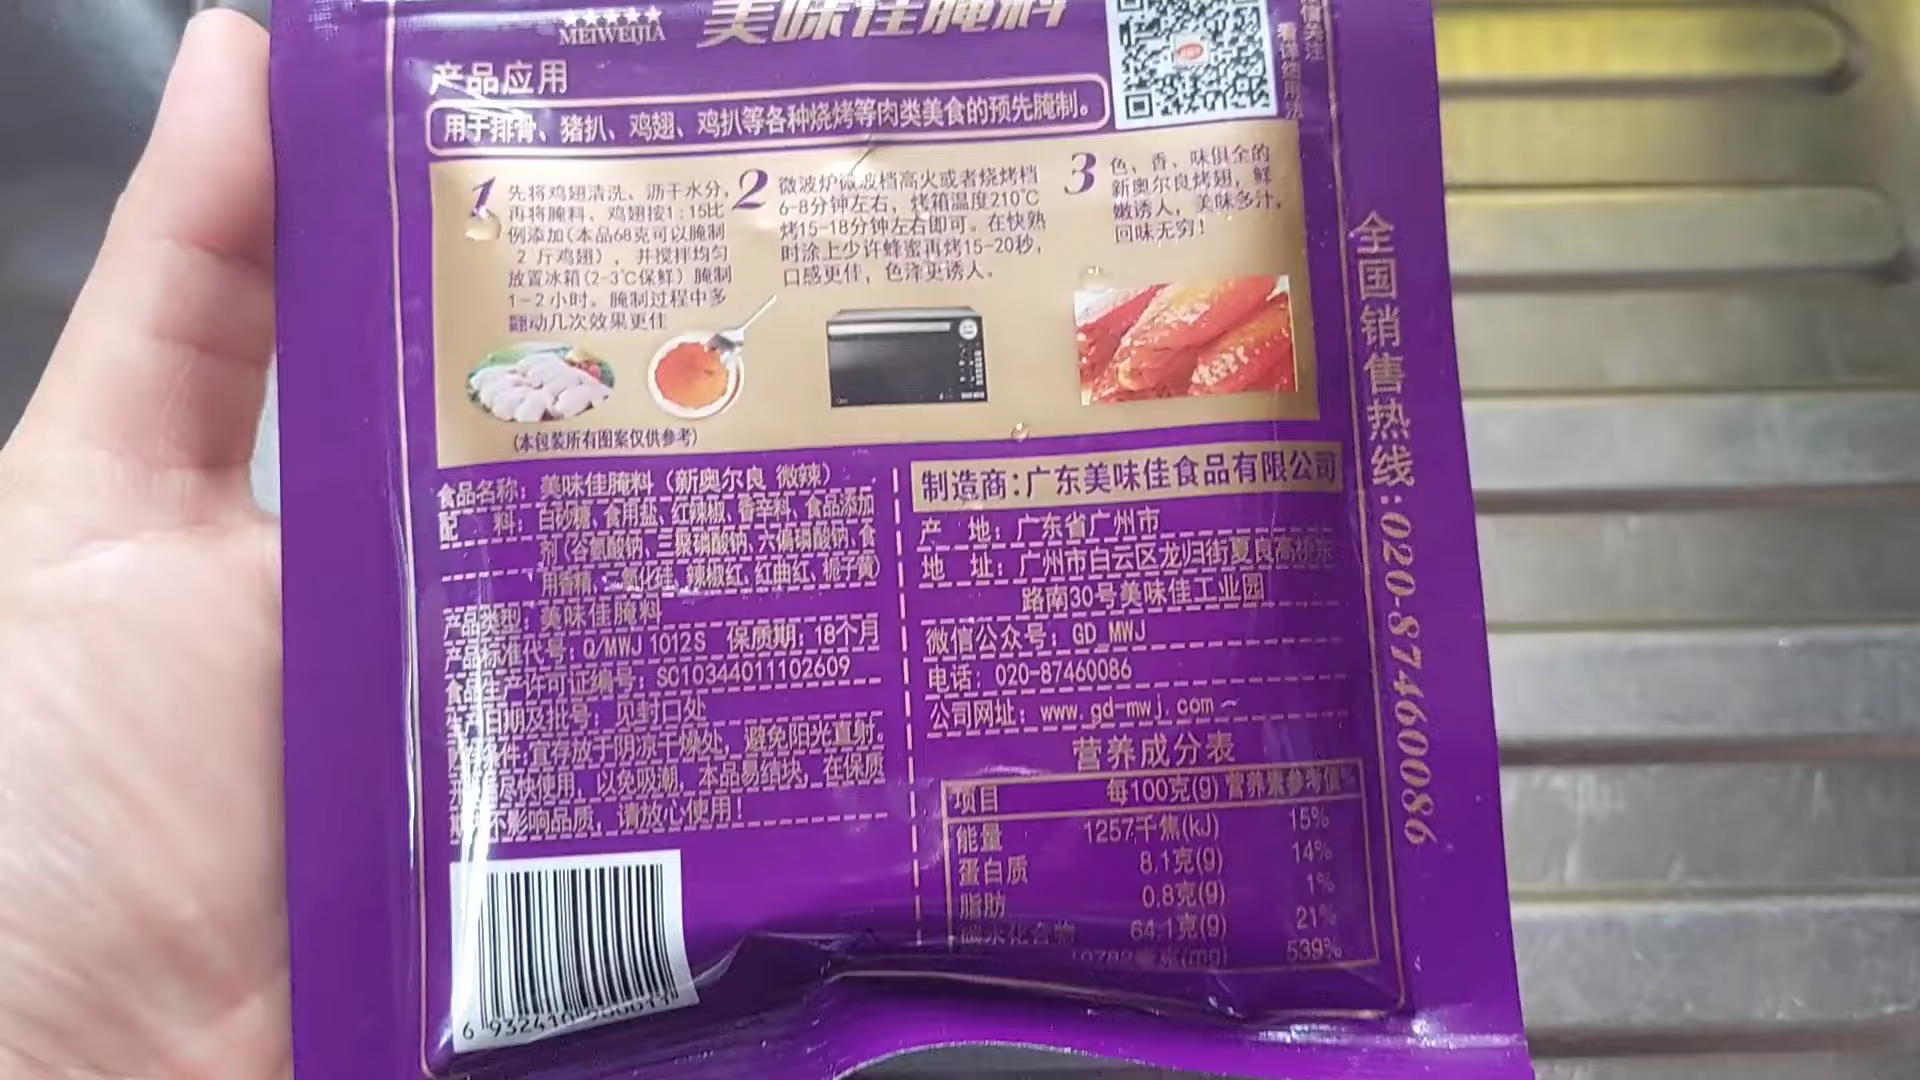 MEIWEIJIA
美味佳腌料
产品应用
用于排骨、猪扒、鸡翅、鸡扒等各种烧烤等肉类美食的预先腌制。
1
先将鸡翅清洗、沥干水分,
再将腌料、鸡翅按1:15比
例添加(本品68克可以腌制
2 斤鸡翅),并搅拌均匀
放置冰箱(2-3℃保鲜)腌制
1-2小时。腌制过程中多
翻动几次效果更佳
2
微波炉微波档高火或者烧烤档
6-8分钟左右,烤箱温度210℃
烤15-18分钟左右即可。在快熟
时涂上少许蜂蜜再烤15-20秒,
口感更佳,色泽更诱人。
3
色、香、味俱全的
新奥尔良烤翅,鲜
嫩诱人,美味多汁,
回味无穷!
(本包装所有图案仅供参考)
食品名称:美味佳腌料(新奥尔良 微辣)
配 料:白砂糖、食用盐、红辣椒、香辛料、食品添加
剂(谷氨酸钠、三聚磷酸钠、六偏磷酸钠、食
用香精、二氧化硅、辣椒红、红曲红、栀子黄)
产品类型:美味佳腌料
产品标准代号:Q/MWJ 1012S 保质期:18个月
食品生产许可证编号:SC10344011102609
生产日期及批号:见封口处
件:宜存放于阴凉干燥处,避免阳光直射。
尽快使用,以免吸潮,本品易结块,在保质
不影响品质,请放心使用!
6 932410
制造商:广东美味佳食品有限公司
产 地:广东省广州市
地 址:广州市白云区龙归街夏良高桥东
路南30号美味佳工业园
微信公众号:GD_MWJ
电话:020-87460086
公司网址:www.gd-mwj.com
营养成分表
项目 每100克(g) 营养素参考值%
能量 1257千焦(kJ) 15%
蛋白质 8.1克(g) 14%
脂肪 0.8克(g) 1%
碳水化合物 64.1克(g) 21%
(mg) 539%
全国销售热线:020-87460086